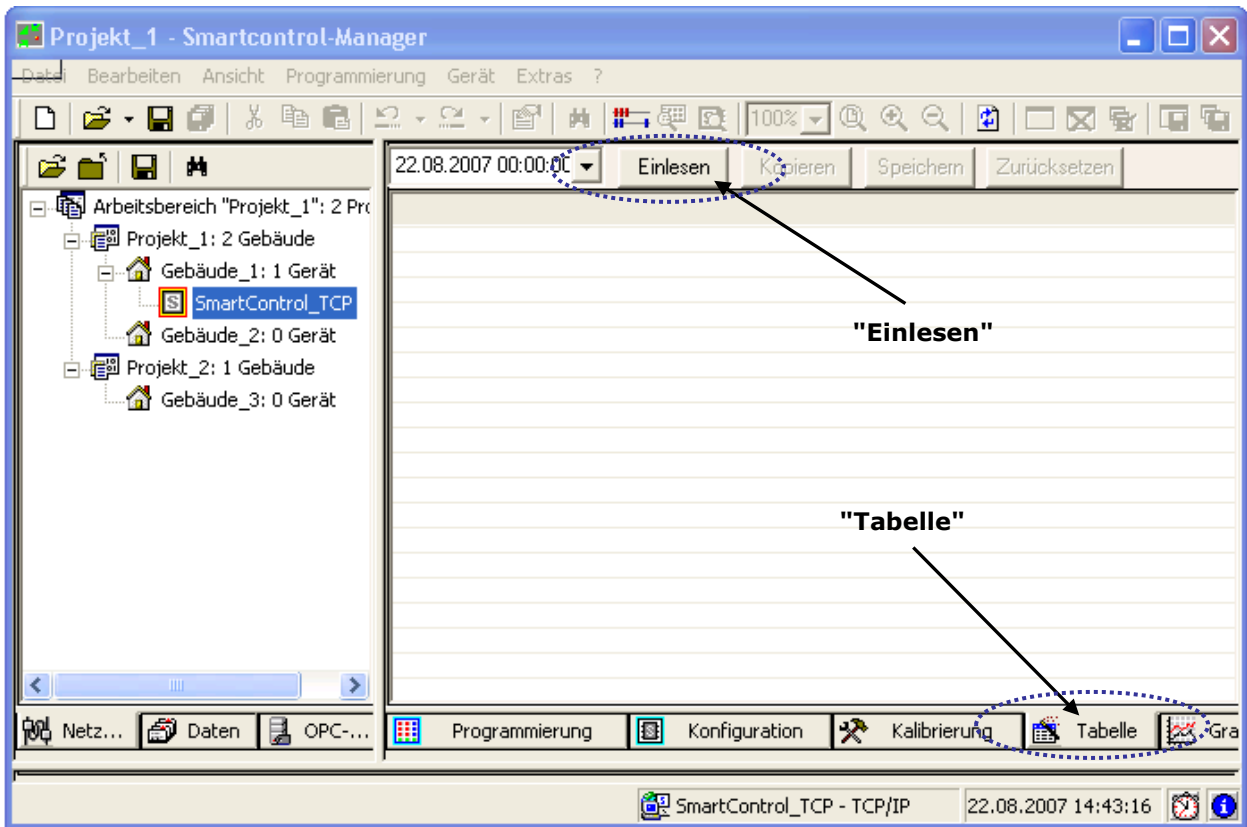 Projekt_1 - Smartcontrol-Manager
Datei Bearbeiten Ansicht Programmierung Gerät Extras ?
100%
22.08.2007 00:00:00 Einlesen Kopieren Speichern Zurücksetzen
Arbeitsbereich "Projekt_1": 2 Pro
Projekt_1: 2 Gebäude
Gebäude_1: 1 Gerät
SmartControl_TCP
Gebäude_2: 0 Gerät
Projekt_2: 1 Gebäude
Gebäude_3: 0 Gerät
"Einlesen"
"Tabelle"
Netz... Daten OPC-...
Programmierung Konfiguration Kalibrierung Tabelle Gra
SmartControl_TCP - TCP/IP 22.08.2007 14:43:16